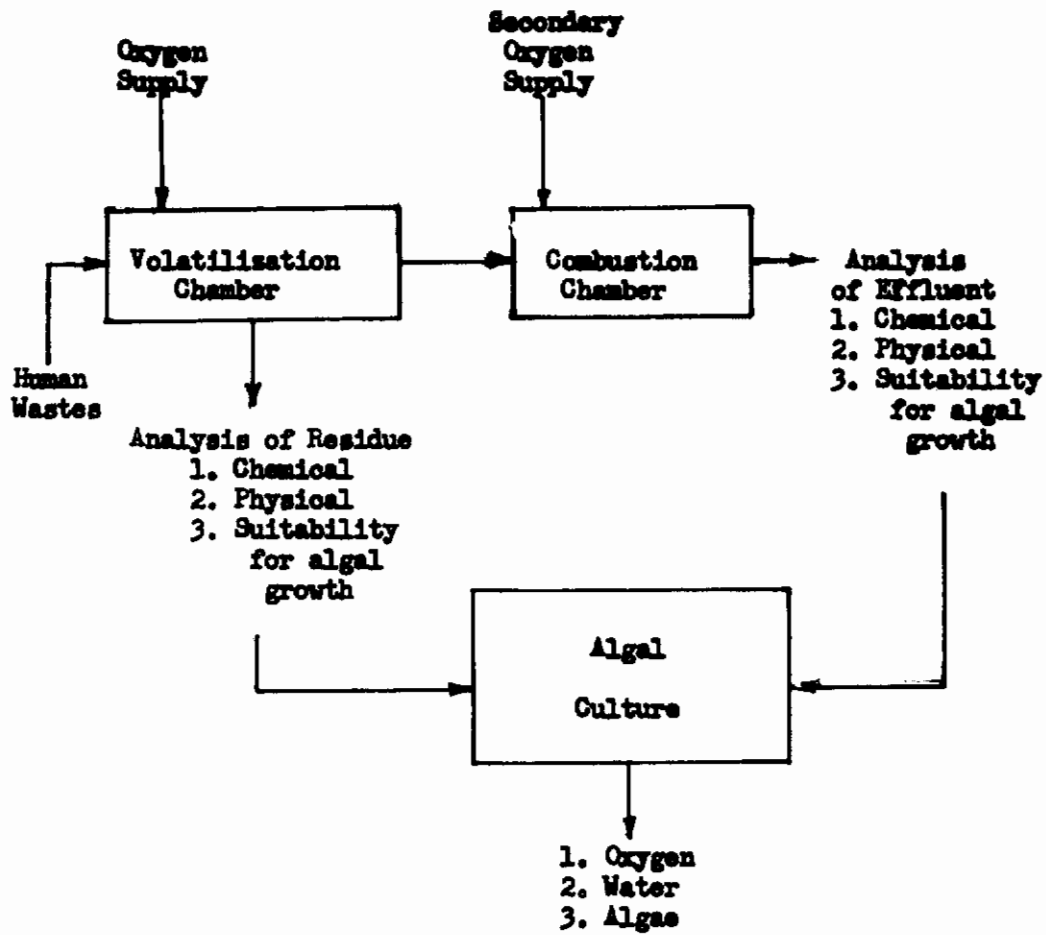 Oxygen
Supply
Secondary
Oxygen
Supply
Volatilization
Chamber
Combustion
Chamber
Analysis
of Effluent
1. Chemical
2. Physical
3. Suitability
for algal
growth
Human
Wastes
Analysis of Residue
1. Chemical
2. Physical
3. Suitability
for algal
growth
Algal
Culture
1. Oxygen
2. Water
3. Algae